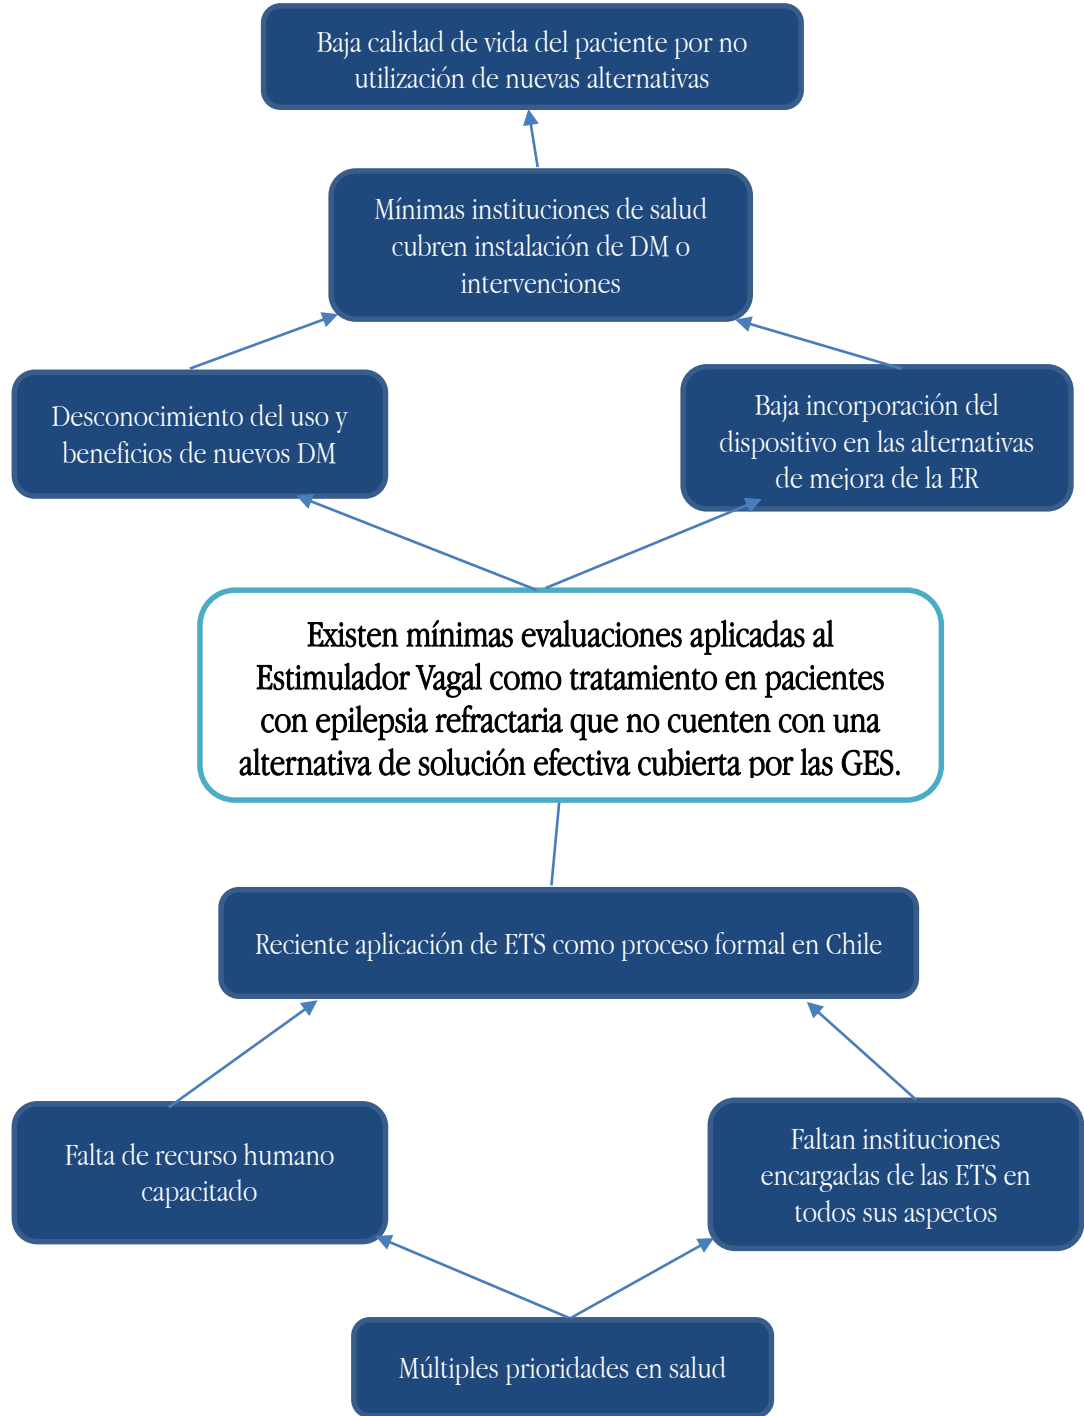 Baja calidad de vida del paciente por no
utilización de nuevas alternativas
Mínimas instituciones de salud
cubren instalación de DM o
intervenciones
Desconocimiento del uso y
beneficios de nuevos DM
Baja incorporación del
dispositivo en las alternativas
de mejora de la ER
Existen mínimas evaluaciones aplicadas al
Estimulador Vagal como tratamiento en pacientes
con epilepsia refractaria que no cuenten con una
alternativa de solución efectiva cubierta por las GES.
Reciente aplicación de ETS como proceso formal en Chile
Falta de recurso humano
capacitado
Faltan instituciones
encargadas de las ETS en
todos sus aspectos
Múltiples prioridades en salud